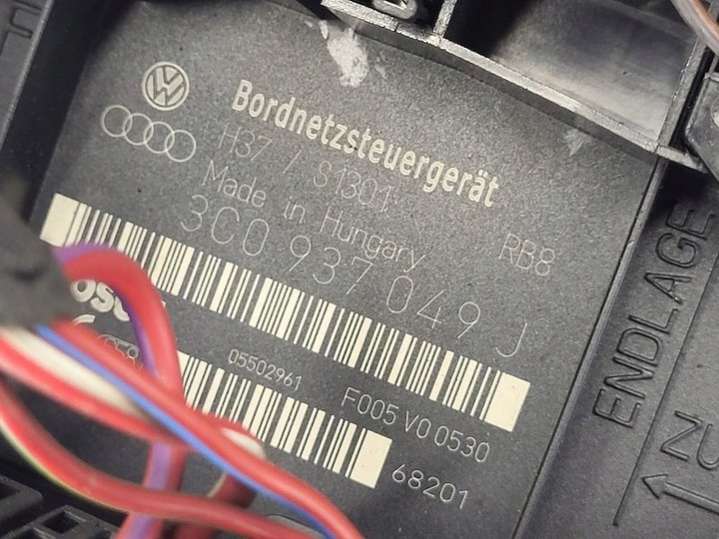 Bordnetzsteuergerät
H37 / S1301
Made in Hungary
RB8
3C0 937 049 J
05502961
F005 V0 0530
68201
ENDLAGE